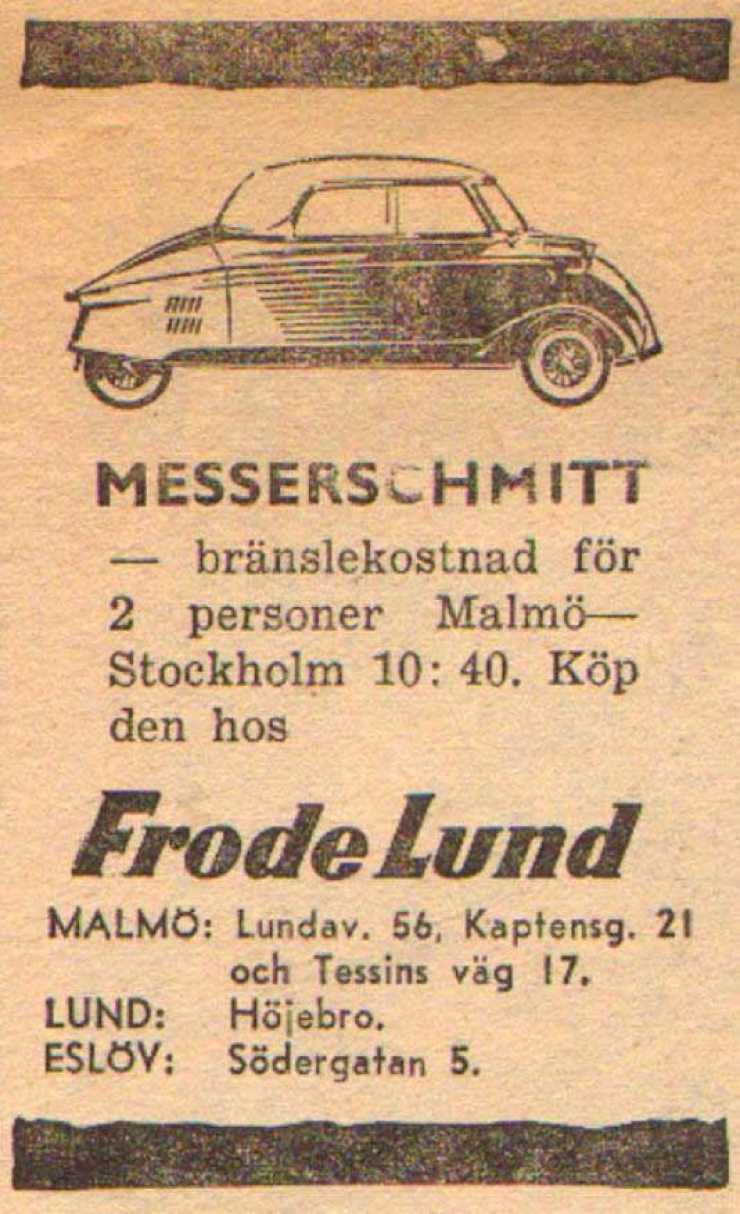 MESSERSCHMITT
— bränslekostnad för
2 personer Malmö—
Stockholm 10: 40. Köp
den hos
Frode Lund
MALMÖ: Lundav. 56, Kaptensg. 21
och Tessins väg 17.
LUND: Höjebro.
ESLÖV: Södergatan 5.